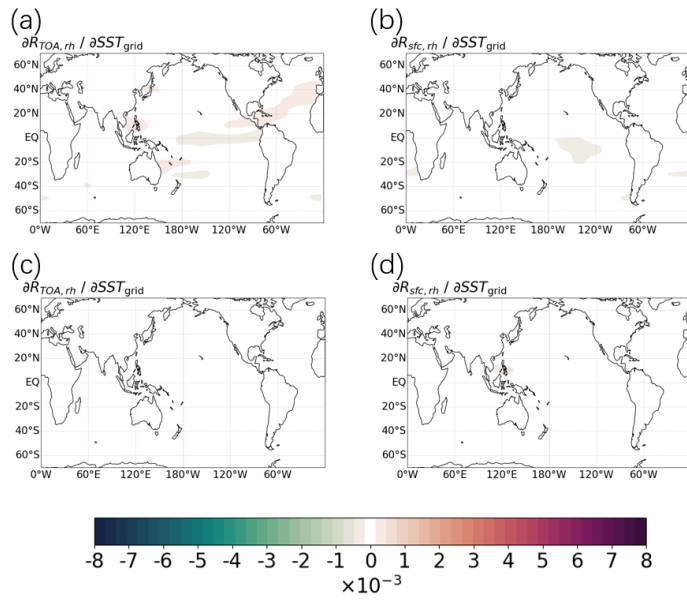 (a)
∂R_TOA,rh / ∂SST_grid
60°N
40°N
20°N
EQ
20°S
40°S
60°S
0°W 60°E 120°E 180°W 120°W 60°W
(b)
∂R_sfc,rh / ∂SST_grid
60°N
40°N
20°N
EQ
20°S
40°S
60°S
0°W 60°E 120°E 180°W 120°W 60°W
(c)
∂R_TOA,rh / ∂SST_grid
60°N
40°N
20°N
EQ
20°S
40°S
60°S
0°W 60°E 120°E 180°W 120°W 60°W
(d)
∂R_sfc,rh / ∂SST_grid
60°N
40°N
20°N
EQ
20°S
40°S
60°S
0°W 60°E 120°E 180°W 120°W 60°W
-8 -7 -6 -5 -4 -3 -2 -1 0 1 2 3 4 5 6 7 8
×10⁻³